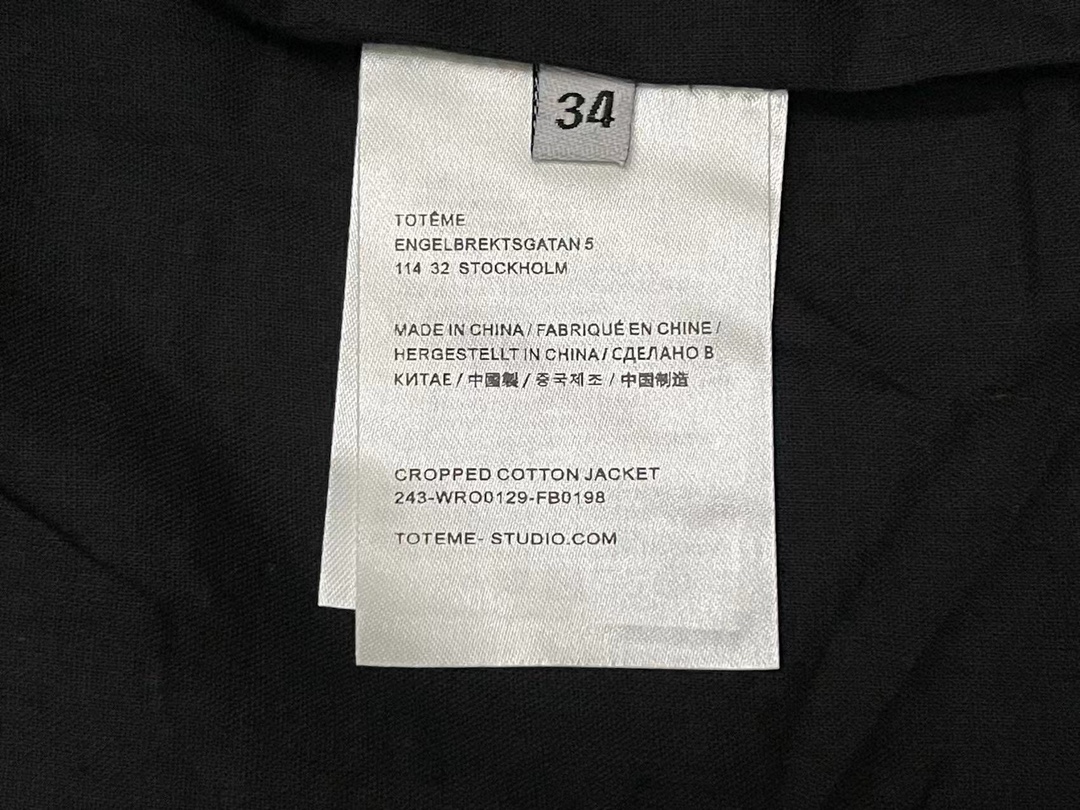 34
TOTÊME
ENGELBREKTSGATAN 5
114 32 STOCKHOLM
MADE IN CHINA / FABRIQUÉ EN CHINE /
HERGESTELLT IN CHINA / СДЕЛАНО В
КИТАЕ / 中國製 / 중국제조 / 中国制造
CROPPED COTTON JACKET
243-WRO0129-FB0198
TOTEME- STUDIO.COM